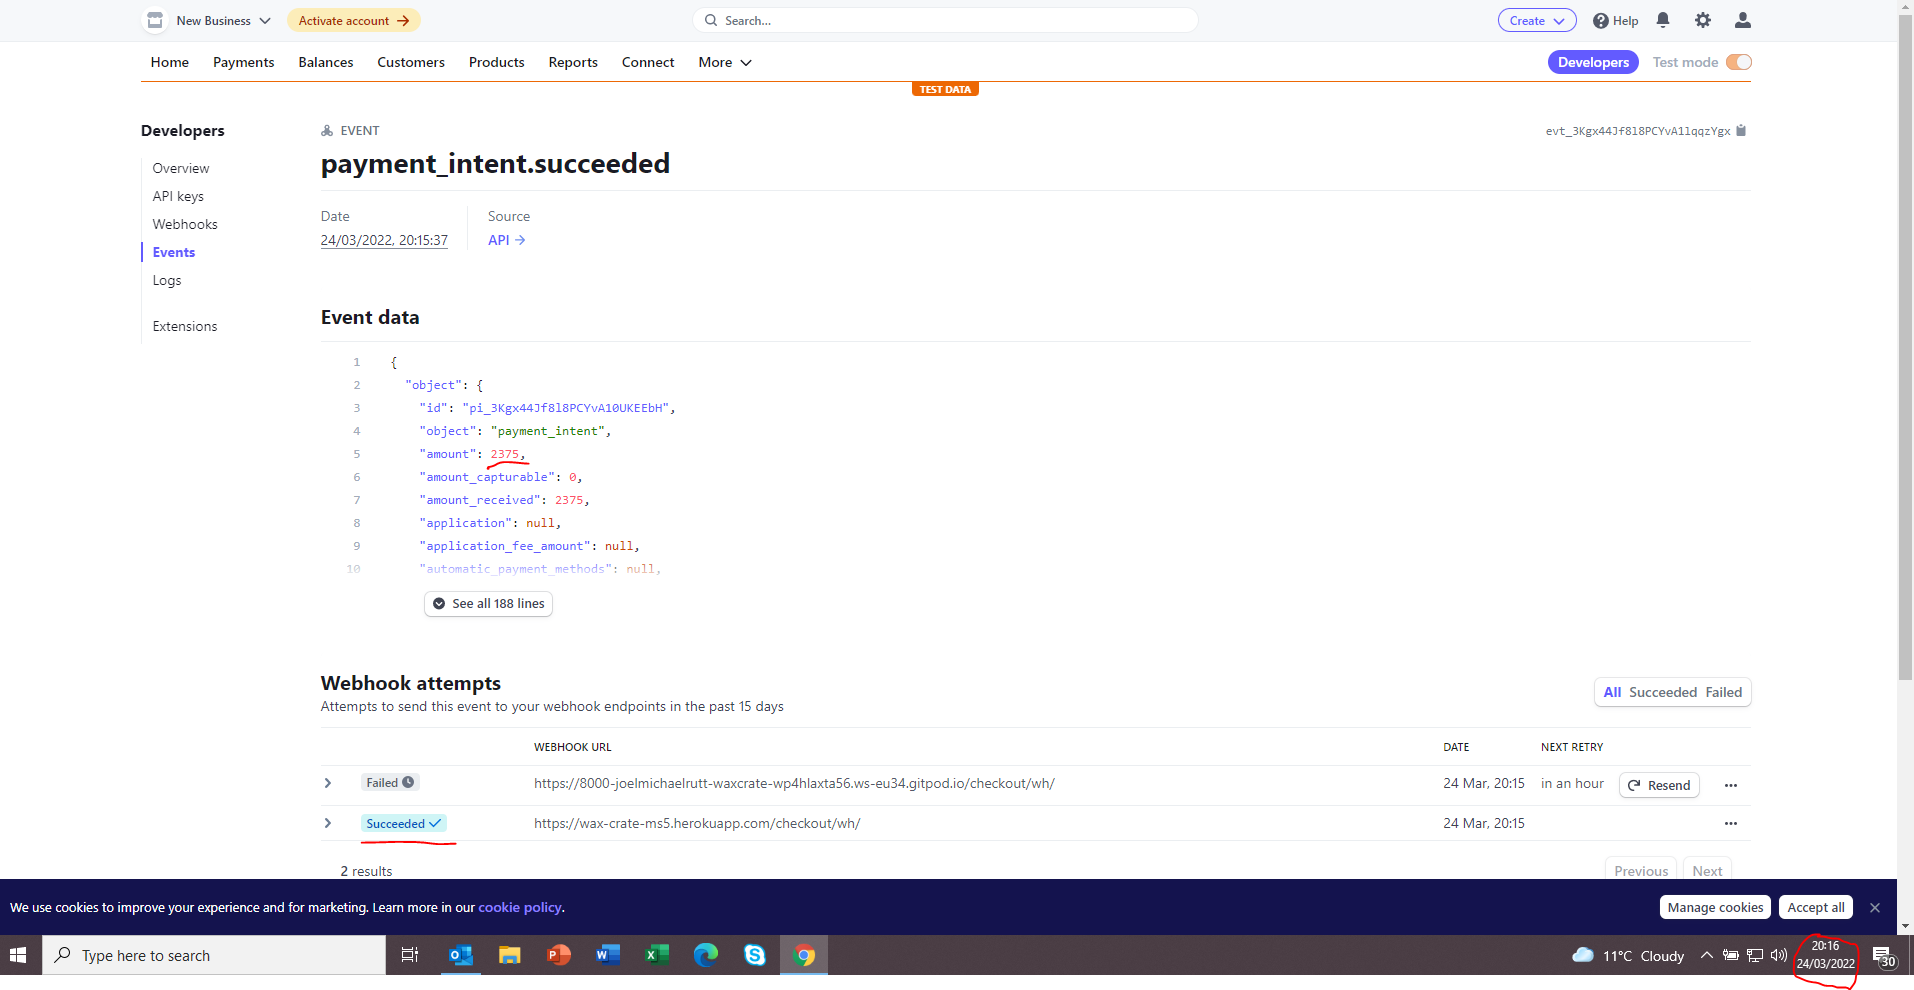 New Business
Activate account
Search...
Create
Help
Home Payments Balances Customers Products Reports Connect More
Developers Test mode
TEST DATA
Developers
Overview
API keys
Webhooks
Events
Logs
Extensions
EVENT
evt_3Kgx44Jf8l8PCYvA1lqqzYgx
payment_intent.succeeded
Date
24/03/2022, 20:15:37
Source
API
Event data
1 {
2 "object": {
3 "id": "pi_3Kgx44Jf8l8PCYvA10UKEEbH",
4 "object": "payment_intent",
5 "amount": 2375,
6 "amount_capturable": 0,
7 "amount_received": 2375,
8 "application": null,
9 "application_fee_amount": null,
10 "automatic_payment_methods": null,
See all 188 lines
Webhook attempts
Attempts to send this event to your webhook endpoints in the past 15 days
All Succeeded Failed
WEBHOOK URL DATE NEXT RETRY
Failed https://8000-joelmichaelrutt-waxcrate-wp4hlaxta56.ws-eu34.gitpod.io/checkout/wh/ 24 Mar, 20:15 in an hour Resend
Succeeded https://wax-crate-ms5.herokuapp.com/checkout/wh/ 24 Mar, 20:15
2 results
Previous Next
We use cookies to improve your experience and for marketing. Learn more in our cookie policy.
Manage cookies Accept all
Type here to search
11°C Cloudy
20:16
24/03/2022
30